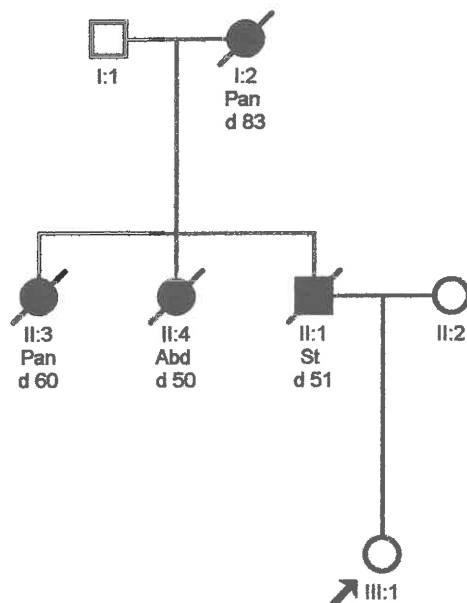 I:1
I:2
Pan
d 83
II:3
Pan
d 60
II:4
Abd
d 50
II:1
St
d 51
II:2
III:1